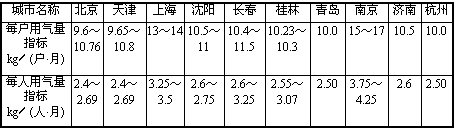 城市名称 北京 天津 上海 沈阳 长春 桂林 青岛 南京 济南 杭州
每户用气量指标 kg/(户·月) 9.6~10.76 9.65~10.8 13~14 10.5~11 10.4~11.5 10.23~10.3 10.0 15~17 10.5 10.0
每人用气量指标 kg/(人·月) 2.4~2.69 2.4~2.69 3.25~3.5 2.6~2.75 2.6~3.25 2.55~3.07 2.50 3.75~4.25 2.6 2.50